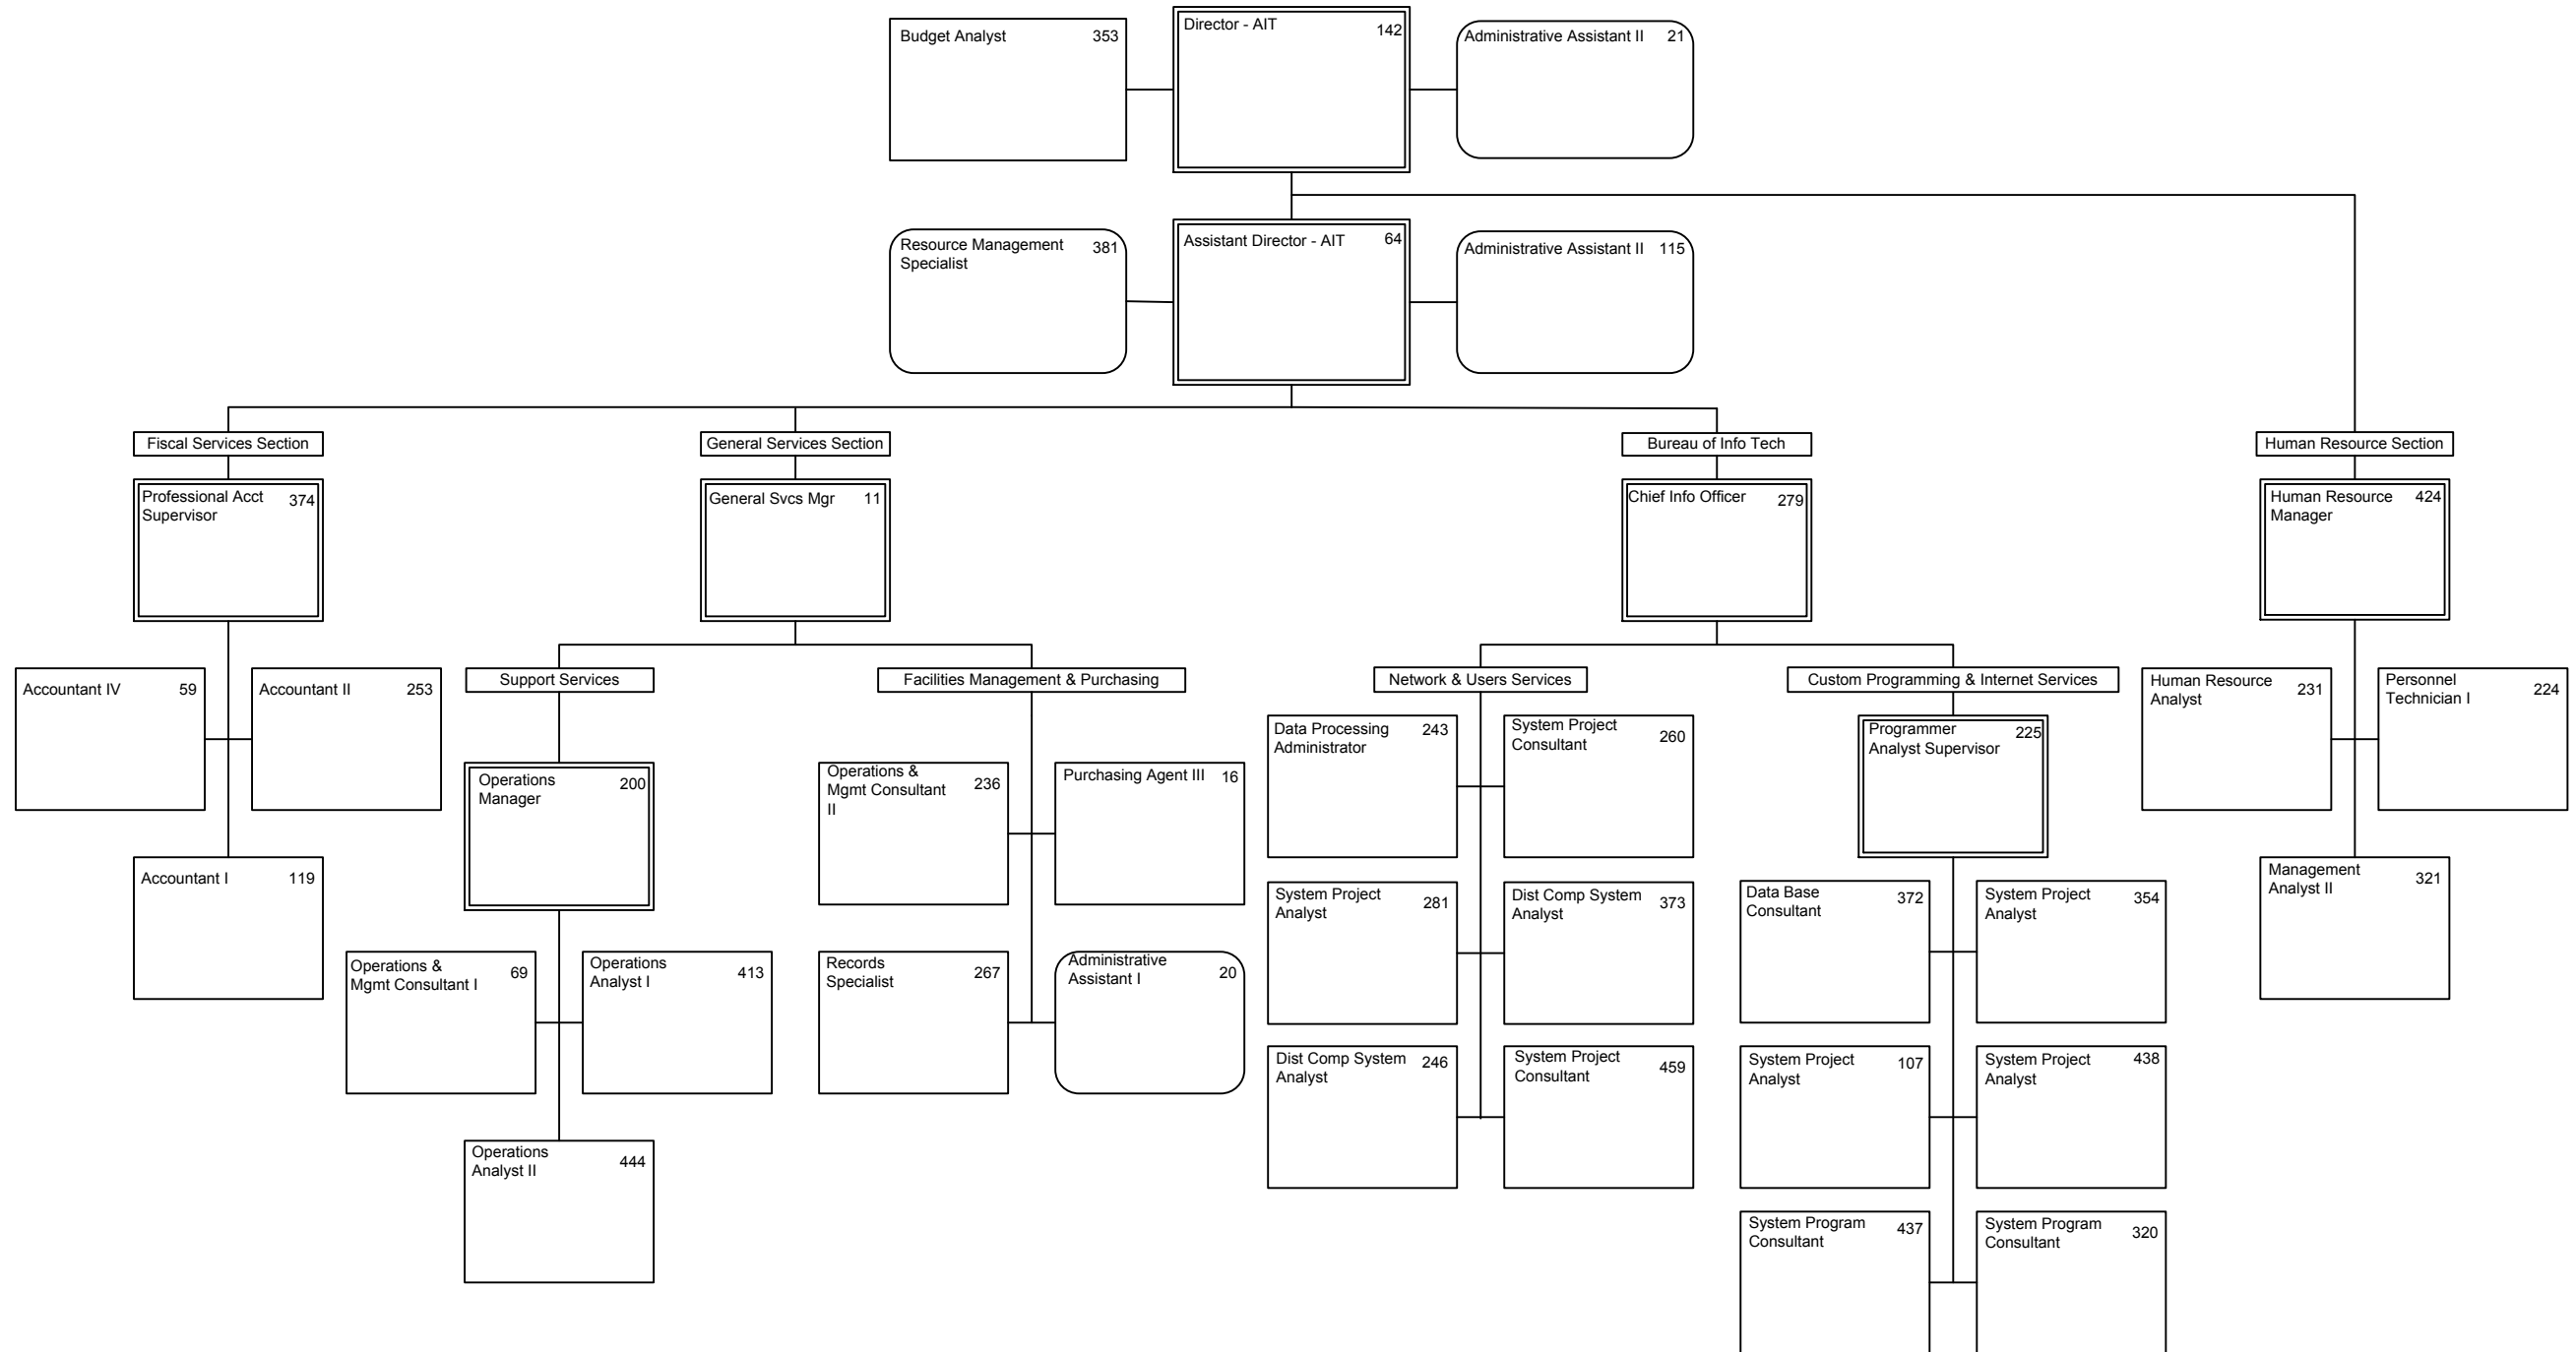 Budget Analyst 353
Director - AIT 142
Administrative Assistant II 21
Resource Management 381
Specialist
Assistant Director - AIT 64
Administrative Assistant II 115
Fiscal Services Section
General Services Section
Bureau of Info Tech
Human Resource Section
Professional Acct 374
Supervisor
General Svcs Mgr 11
Chief Info Officer 279
Human Resource 424
Manager
Accountant IV 59
Accountant II 253
Support Services
Facilities Management & Purchasing
Network & Users Services
Custom Programming & Internet Services
Human Resource 231
Analyst
Personnel 224
Technician I
Data Processing 243
Administrator
System Project 260
Consultant
Programmer 225
Analyst Supervisor
Operations 200
Manager
Operations & 236
Mgmt Consultant
II
Purchasing Agent III 16
Accountant I 119
Management 321
Analyst II
System Project 281
Analyst
Dist Comp System 373
Analyst
Data Base 372
Consultant
System Project 354
Analyst
Operations & 69
Mgmt Consultant I
Operations 413
Analyst I
Records 267
Specialist
Administrative 20
Assistant I
Dist Comp System 246
Analyst
System Project 459
Consultant
System Project 107
Analyst
System Project 438
Analyst
Operations 444
Analyst II
System Program 437
Consultant
System Program 320
Consultant